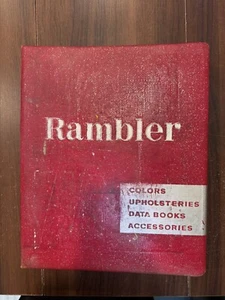 Rambler
COLORS
UPHOLSTERIES
DATA BOOKS
ACCESSORIES